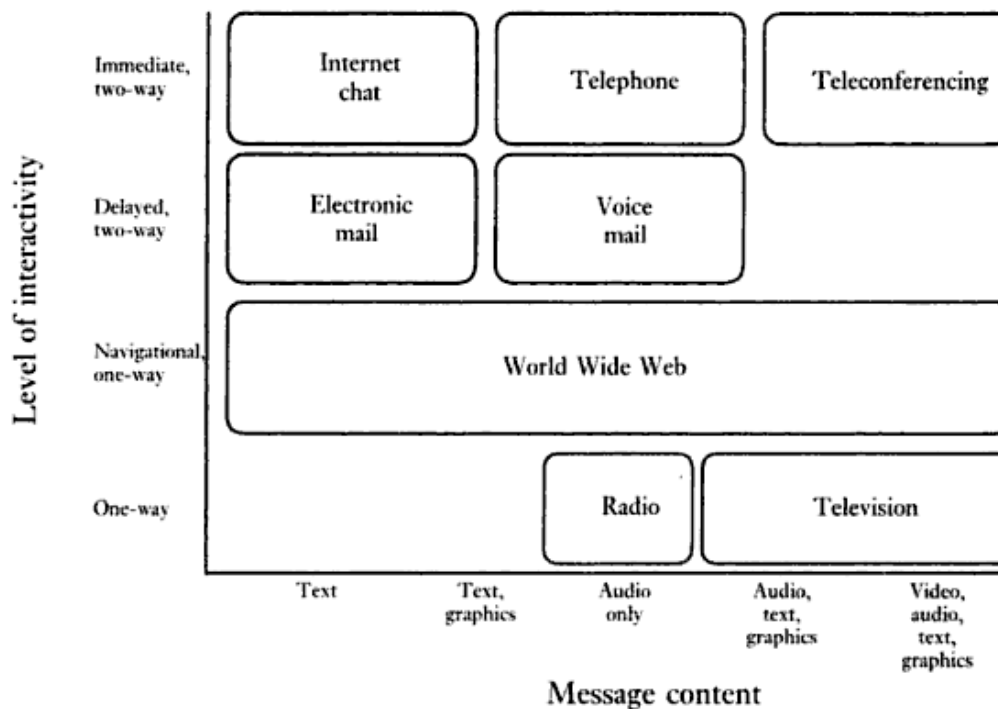 Level of interactivity
Immediate,
two-way
Internet
chat
Telephone
Teleconferencing
Delayed,
two-way
Electronic
mail
Voice
mail
Navigational,
one-way
World Wide Web
One-way
Radio
Television
Text
Text,
graphics
Audio
only
Audio,
text,
graphics
Video,
audio,
text,
graphics
Message content